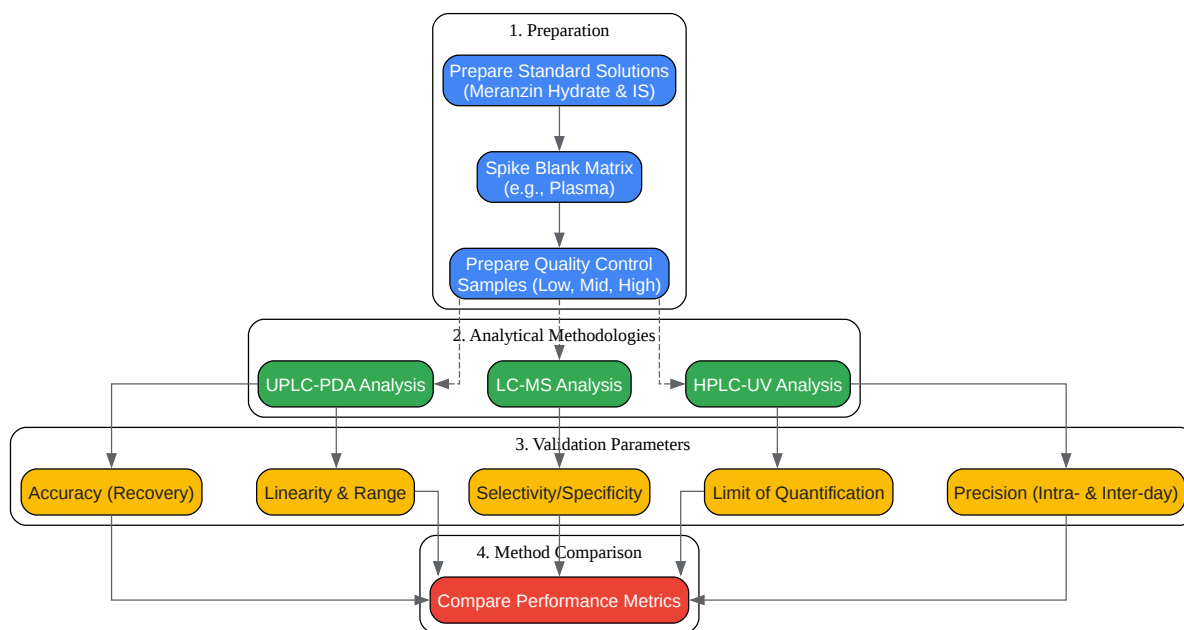 1. Preparation
Prepare Standard Solutions
(Meranzin Hydrate & IS)
Spike Blank Matrix
(e.g., Plasma)
Prepare Quality Control
Samples (Low, Mid, High)
2. Analytical Methodologies
UPLC-PDA Analysis
LC-MS Analysis
HPLC-UV Analysis
3. Validation Parameters
Accuracy (Recovery)
Linearity & Range
Selectivity/Specificity
Limit of Quantification
Precision (Intra- & Inter-day)
4. Method Comparison
Compare Performance Metrics